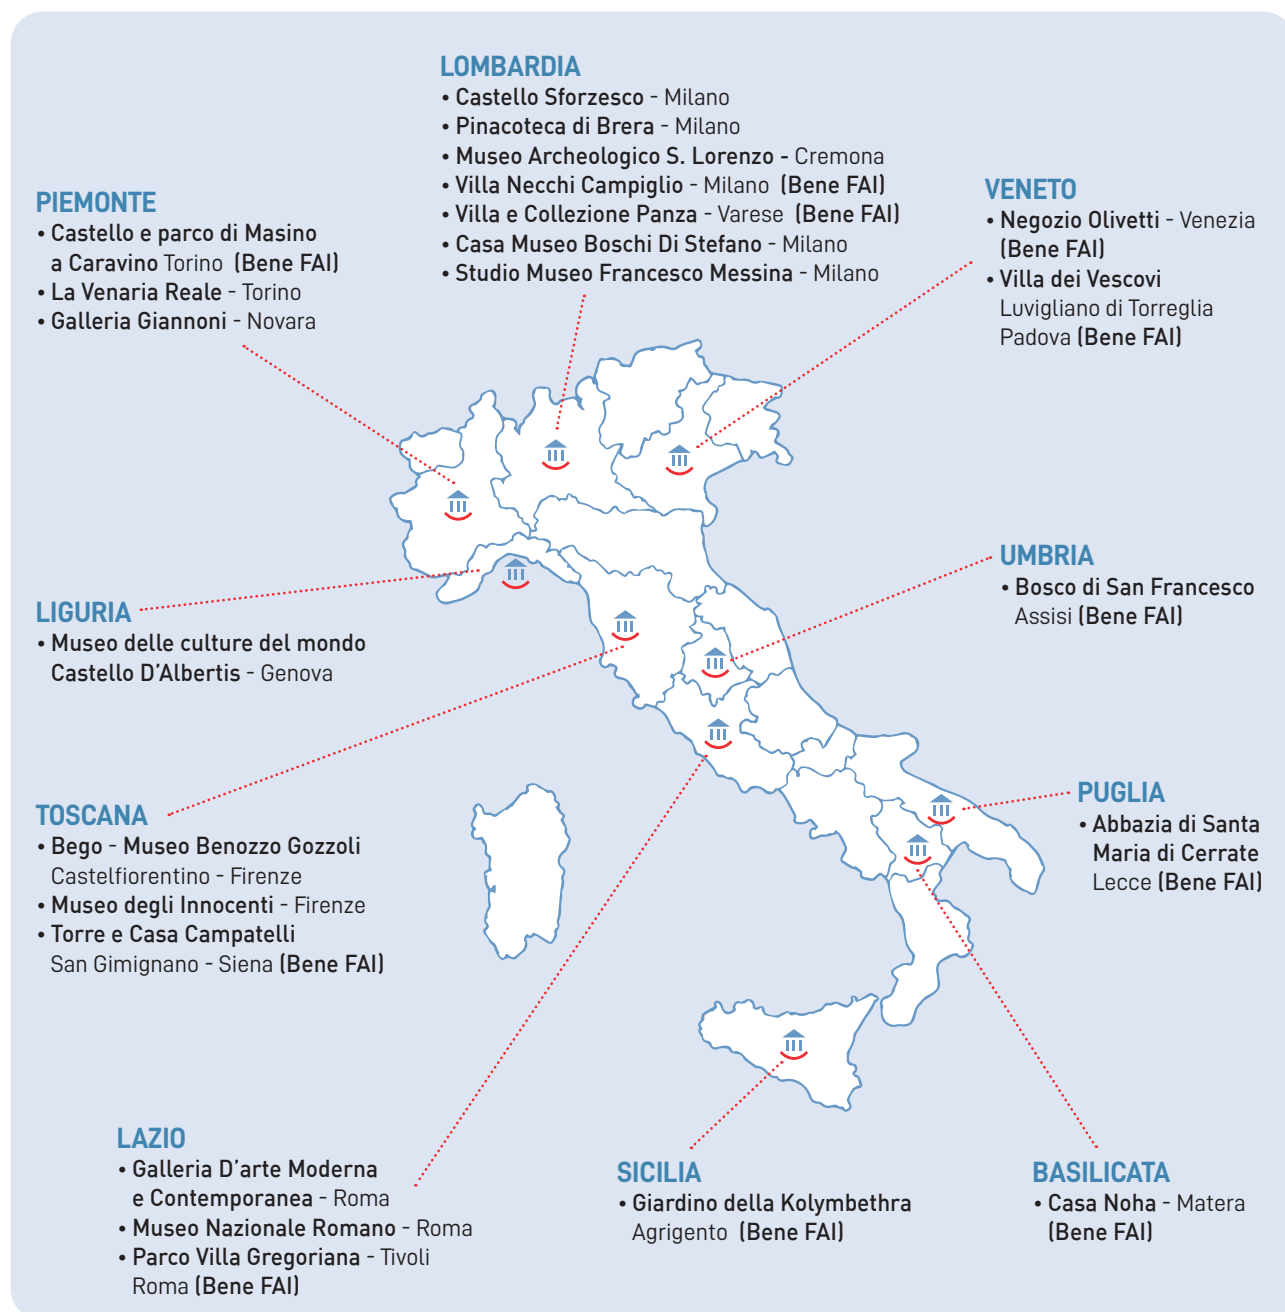 LOMBARDIA
• Castello Sforzesco - Milano
• Pinacoteca di Brera - Milano
• Museo Archeologico S. Lorenzo - Cremona
• Villa Necchi Campiglio - Milano (Bene FAI)
• Villa e Collezione Panza - Varese (Bene FAI)
• Casa Museo Boschi Di Stefano - Milano
• Studio Museo Francesco Messina - Milano
PIEMONTE
• Castello e parco di Masino
a Caravino Torino (Bene FAI)
• La Venaria Reale - Torino
• Galleria Giannoni - Novara
VENETO
• Negozio Olivetti - Venezia
(Bene FAI)
• Villa dei Vescovi
Luvigliano di Torreglia
Padova (Bene FAI)
UMBRIA
• Bosco di San Francesco
Assisi (Bene FAI)
LIGURIA
• Museo delle culture del mondo
Castello D'Albertis - Genova
TOSCANA
• Bego - Museo Benozzo Gozzoli
Castelfiorentino - Firenze
• Museo degli Innocenti - Firenze
• Torre e Casa Campatelli
San Gimignano - Siena (Bene FAI)
PUGLIA
• Abbazia di Santa
Maria di Cerrate
Lecce (Bene FAI)
LAZIO
• Galleria D'arte Moderna
e Contemporanea - Roma
• Museo Nazionale Romano - Roma
• Parco Villa Gregoriana - Tivoli
Roma (Bene FAI)
SICILIA
• Giardino della Kolymbethra
Agrigento (Bene FAI)
BASILICATA
• Casa Noha - Matera
(Bene FAI)